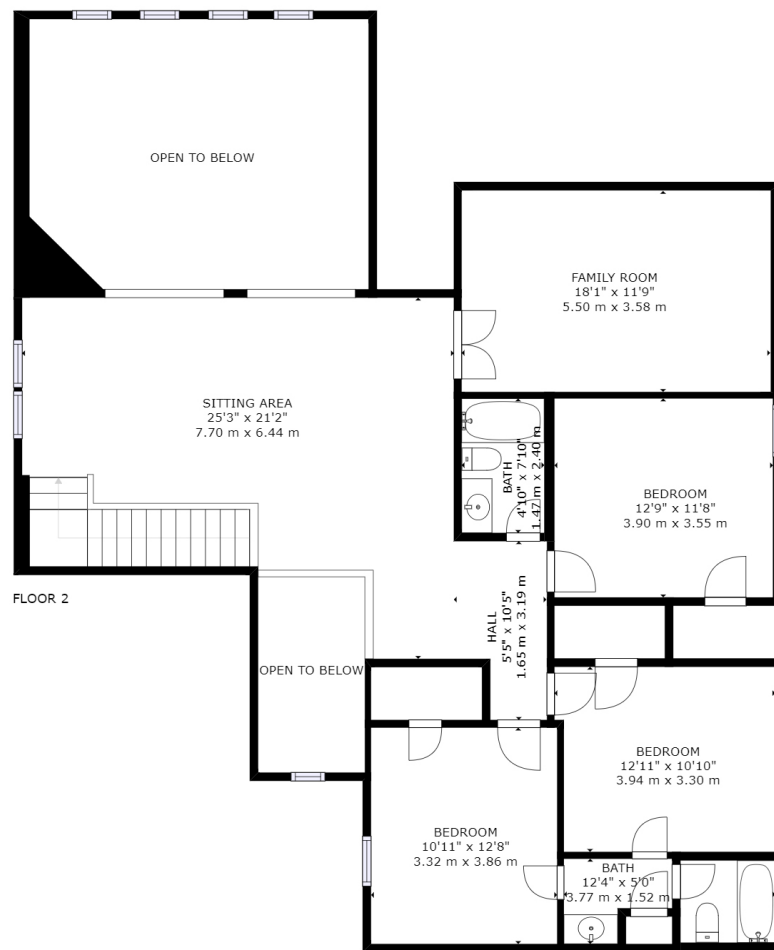 OPEN TO BELOW
FAMILY ROOM
18'1" x 11'9"
5.50 m x 3.58 m
SITTING AREA
25'3" x 21'2"
7.70 m x 6.44 m
BATH
4'10" x 7'10"
1.47 m x 2.40 m
BEDROOM
12'9" x 11'8"
3.90 m x 3.55 m
FLOOR 2
HALL
5'5" x 10'5"
1.65 m x 3.19 m
OPEN TO BELOW
BEDROOM
12'11" x 10'10"
3.94 m x 3.30 m
BEDROOM
10'11" x 12'8"
3.32 m x 3.86 m
BATH
12'4" x 5'0"
3.77 m x 1.52 m